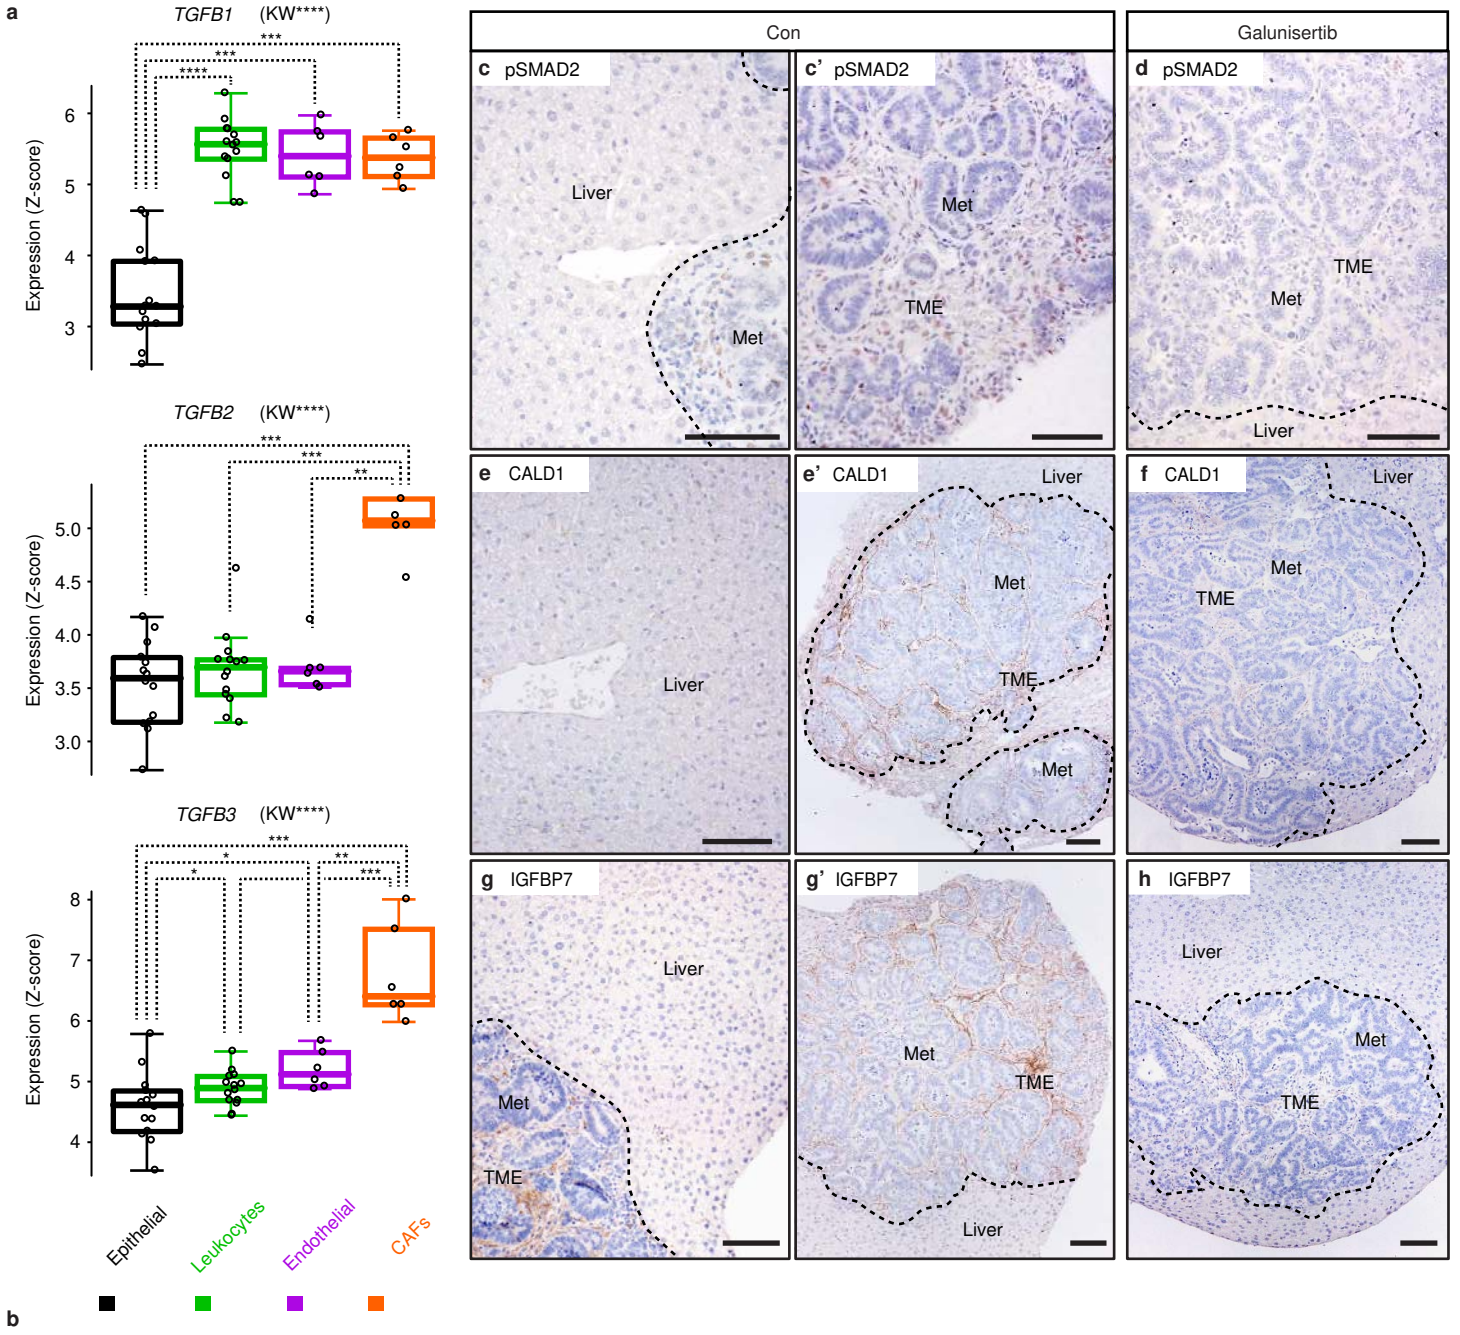 a
TGFB1 (KW****)
***
***
****
Expression (Z-score)
6
5
4
3
TGFB2 (KW****)
***
***
**
Expression (Z-score)
5.0
4.5
4.0
3.5
3.0
TGFB3 (KW****)
***
* **
* ***
Expression (Z-score)
8
7
6
5
4
Epithelial
Leukocytes
Endothelial
CAFs
b
Con
Galunisertib
c pSMAD2
Liver
Met
c’ pSMAD2
Met
TME
d pSMAD2
TME
Met
Liver
e CALD1
Liver
e’ CALD1
Liver
Met
TME
Met
f CALD1
Liver
Met
TME
g IGFBP7
Liver
Met
TME
g’ IGFBP7
Met
TME
Liver
h IGFBP7
Liver
Met
TME